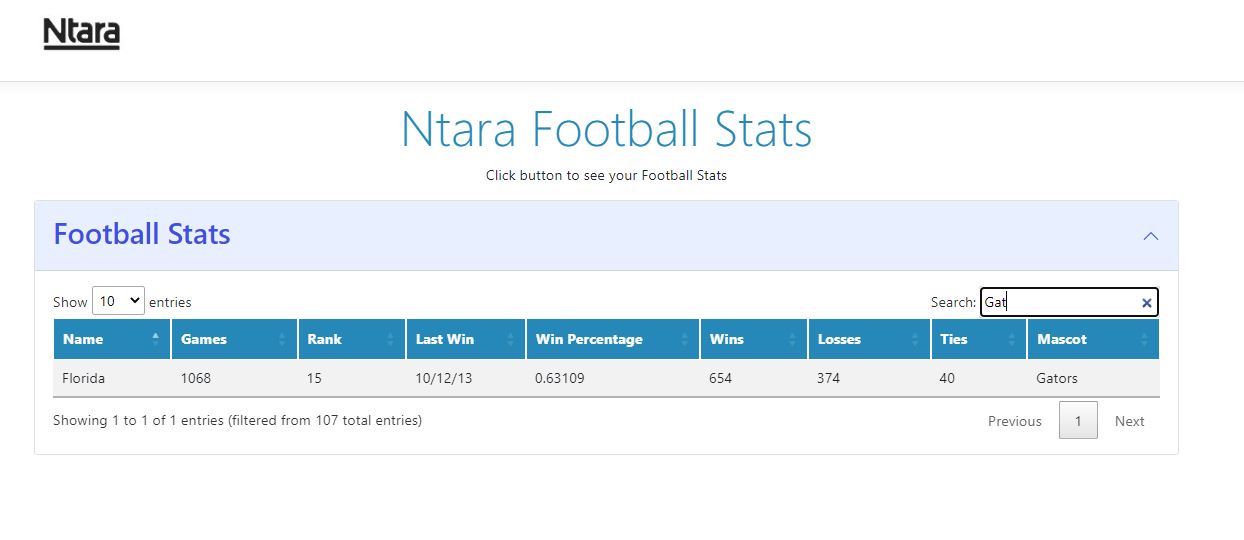 Ntara
Ntara Football Stats
Click button to see your Football Stats
Football Stats
Show 10 entries Search: Gat
Name Games Rank Last Win Win Percentage Wins Losses Ties Mascot
Florida 1068 15 10/12/13 0.63109 654 374 40 Gators
Showing 1 to 1 of 1 entries (filtered from 107 total entries) Previous 1 Next